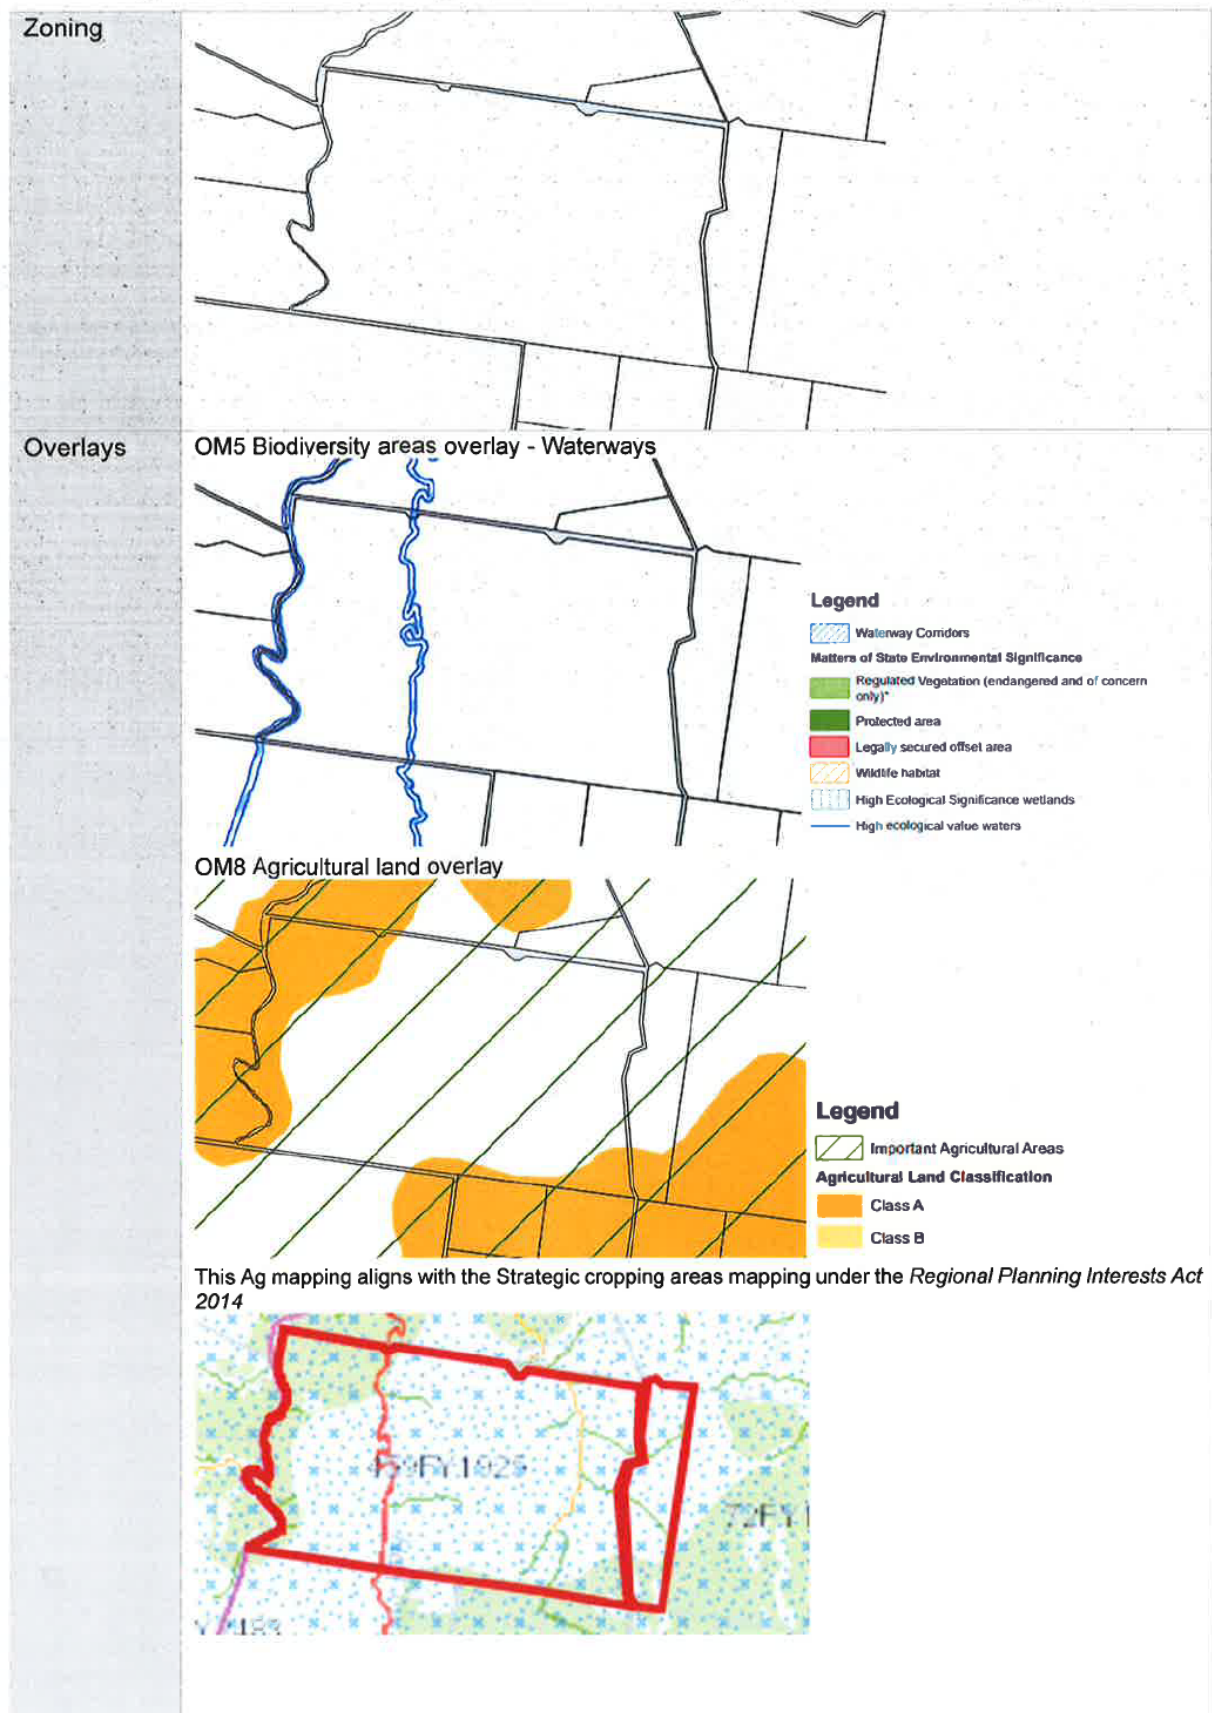 Zoning
Overlays
OM5 Biodiversity areas overlay - Waterways
Legend
Waterway Corridors
Matters of State Environmental Significance
Regulated Vegetation (endangered and of concern
only)*
Protected area
Legally secured offset area
Wildlife habitat
High Ecological Significance wetlands
High ecological value waters
OM8 Agricultural land overlay
Legend
Important Agricultural Areas
Agricultural Land Classification
Class A
Class B
This Ag mapping aligns with the Strategic cropping areas mapping under the Regional Planning Interests Act
2014
459FY1925